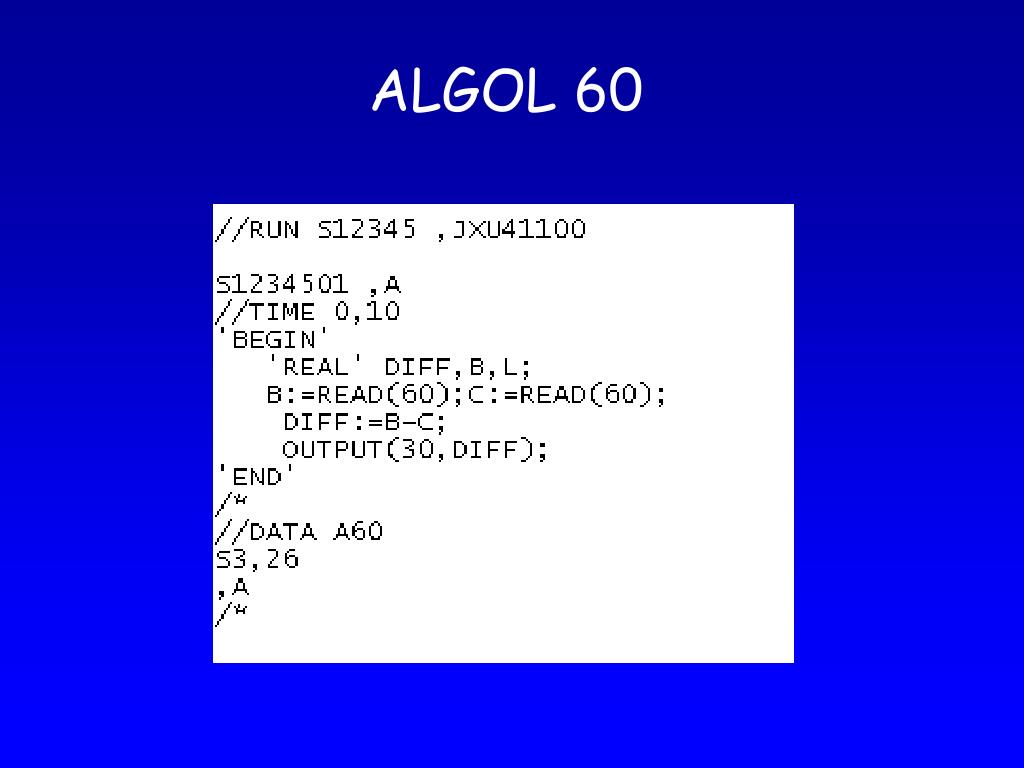 ALGOL 60
//RUN S12345 ,JXU41100
S1234501 ,A
//TIME 0,10
'BEGIN'
'REAL' DIFF,B,L;
B:=READ(60);C:=READ(60);
DIFF:=B-C;
OUTPUT(30,DIFF);
'END'
/*
//DATA A60
S3,26
,A
/*